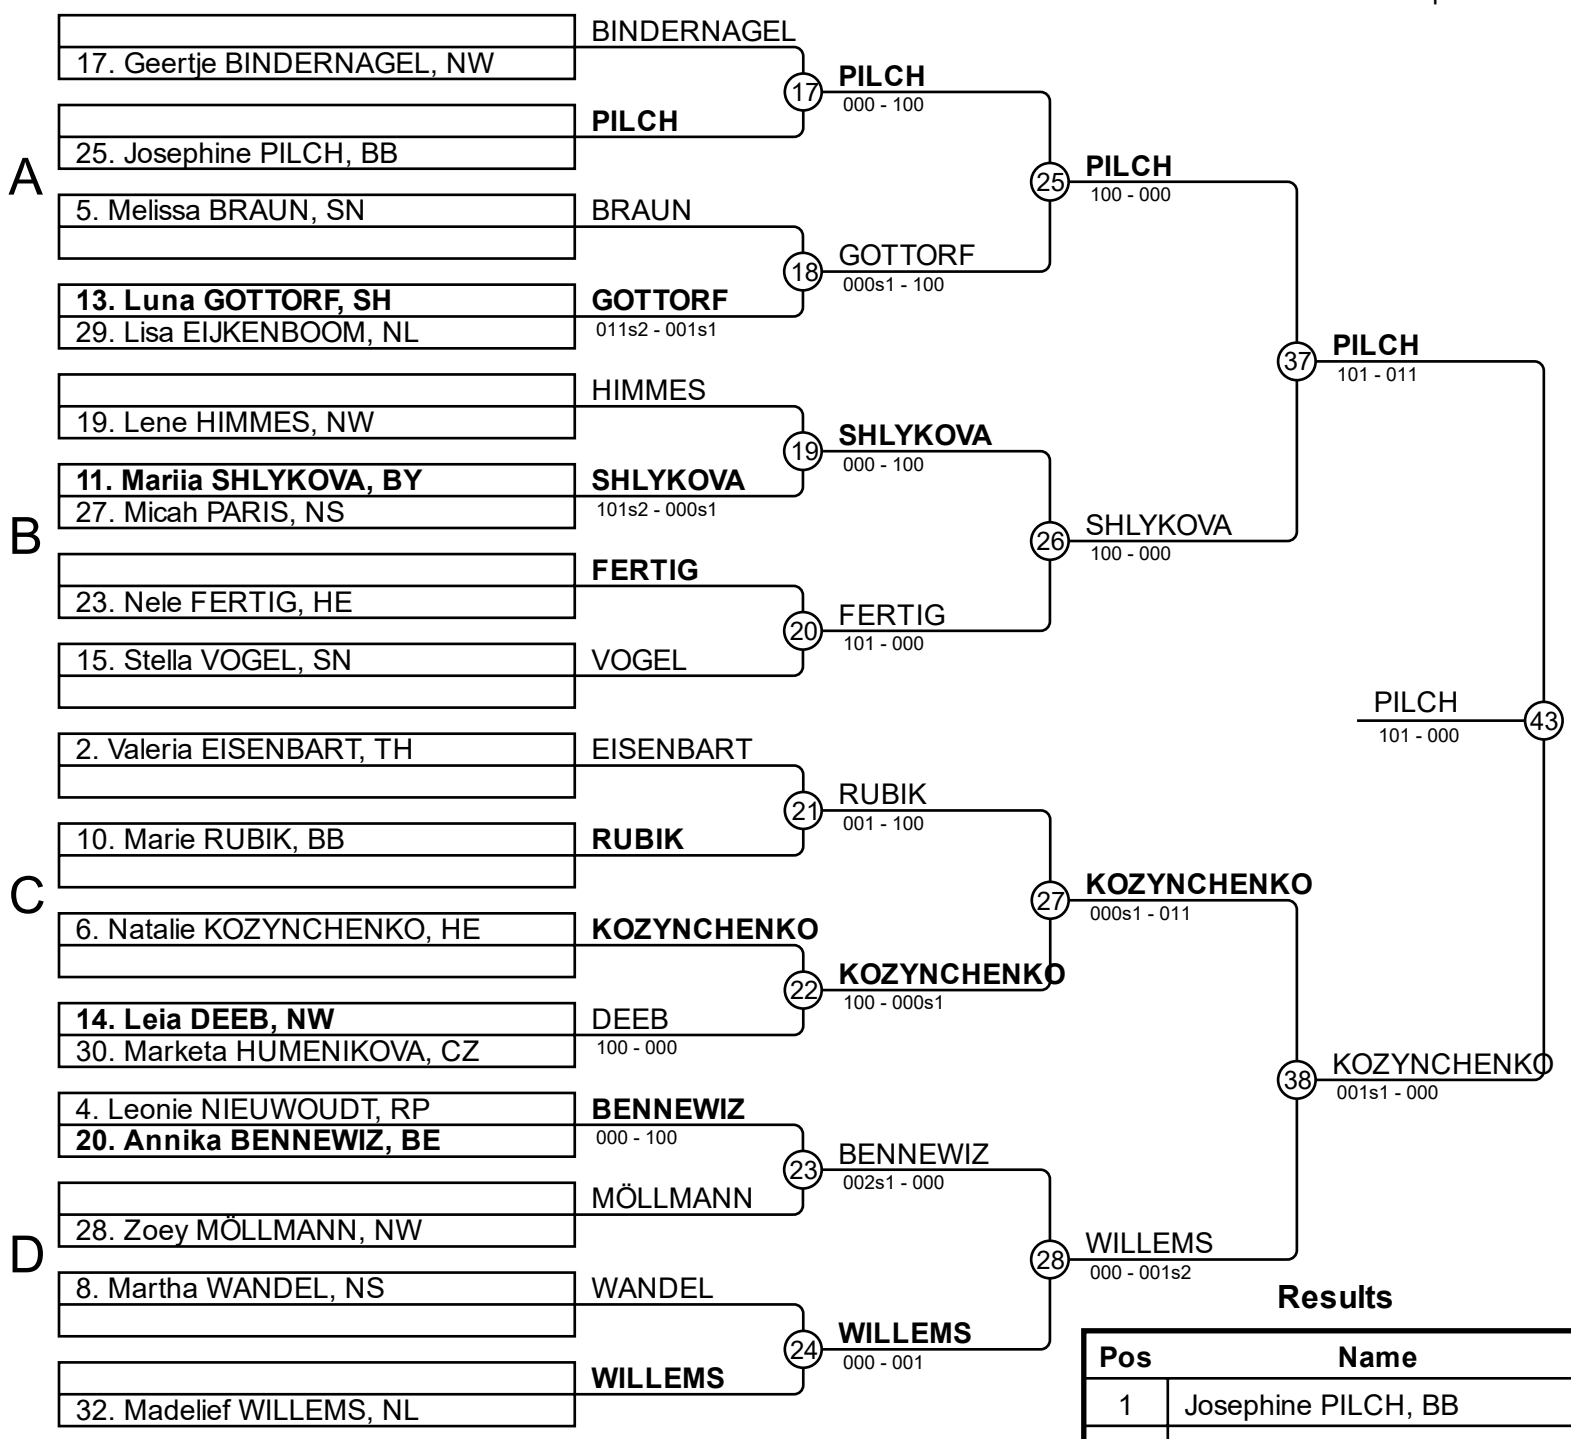 BINDERNAGEL
17. Geertje BINDERNAGEL, NW
17
PILCH
000 - 100
PILCH
25. Josephine PILCH, BB
A
25
PILCH
100 - 000
5. Melissa BRAUN, SN
BRAUN
18
GOTTORF
000s1 - 100
13. Luna GOTTORF, SH
GOTTORF
29. Lisa EIJKENBOOM, NL
011s2 - 001s1
37
PILCH
101 - 011
HIMMES
19. Lene HIMMES, NW
19
SHLYKOVA
000 - 100
11. Mariia SHLYKOVA, BY
SHLYKOVA
27. Micah PARIS, NS
101s2 - 000s1
B
26
SHLYKOVA
100 - 000
FERTIG
23. Nele FERTIG, HE
20
FERTIG
101 - 000
15. Stella VOGEL, SN
VOGEL
PILCH
101 - 000
43
2. Valeria EISENBART, TH
EISENBART
21
RUBIK
001 - 100
10. Marie RUBIK, BB
RUBIK
C
27
KOZYNCHENKO
000s1 - 011
6. Natalie KOZYNCHENKO, HE
KOZYNCHENKO
22
KOZYNCHENKO
100 - 000s1
14. Leia DEEB, NW
DEEB
30. Marketa HUMENIKOVA, CZ
100 - 000
38
KOZYNCHENKO
001s1 - 000
4. Leonie NIEUWOUDT, RP
BENNEWIZ
20. Annika BENNEWIZ, BE
000 - 100
23
BENNEWIZ
002s1 - 000
MÖLLMANN
28. Zoey MÖLLMANN, NW
D
28
WILLEMS
000 - 001s2
8. Martha WANDEL, NS
WANDEL
24
WILLEMS
000 - 001
WILLEMS
32. Madelief WILLEMS, NL
Results
Pos Name
1 Josephine PILCH, BB